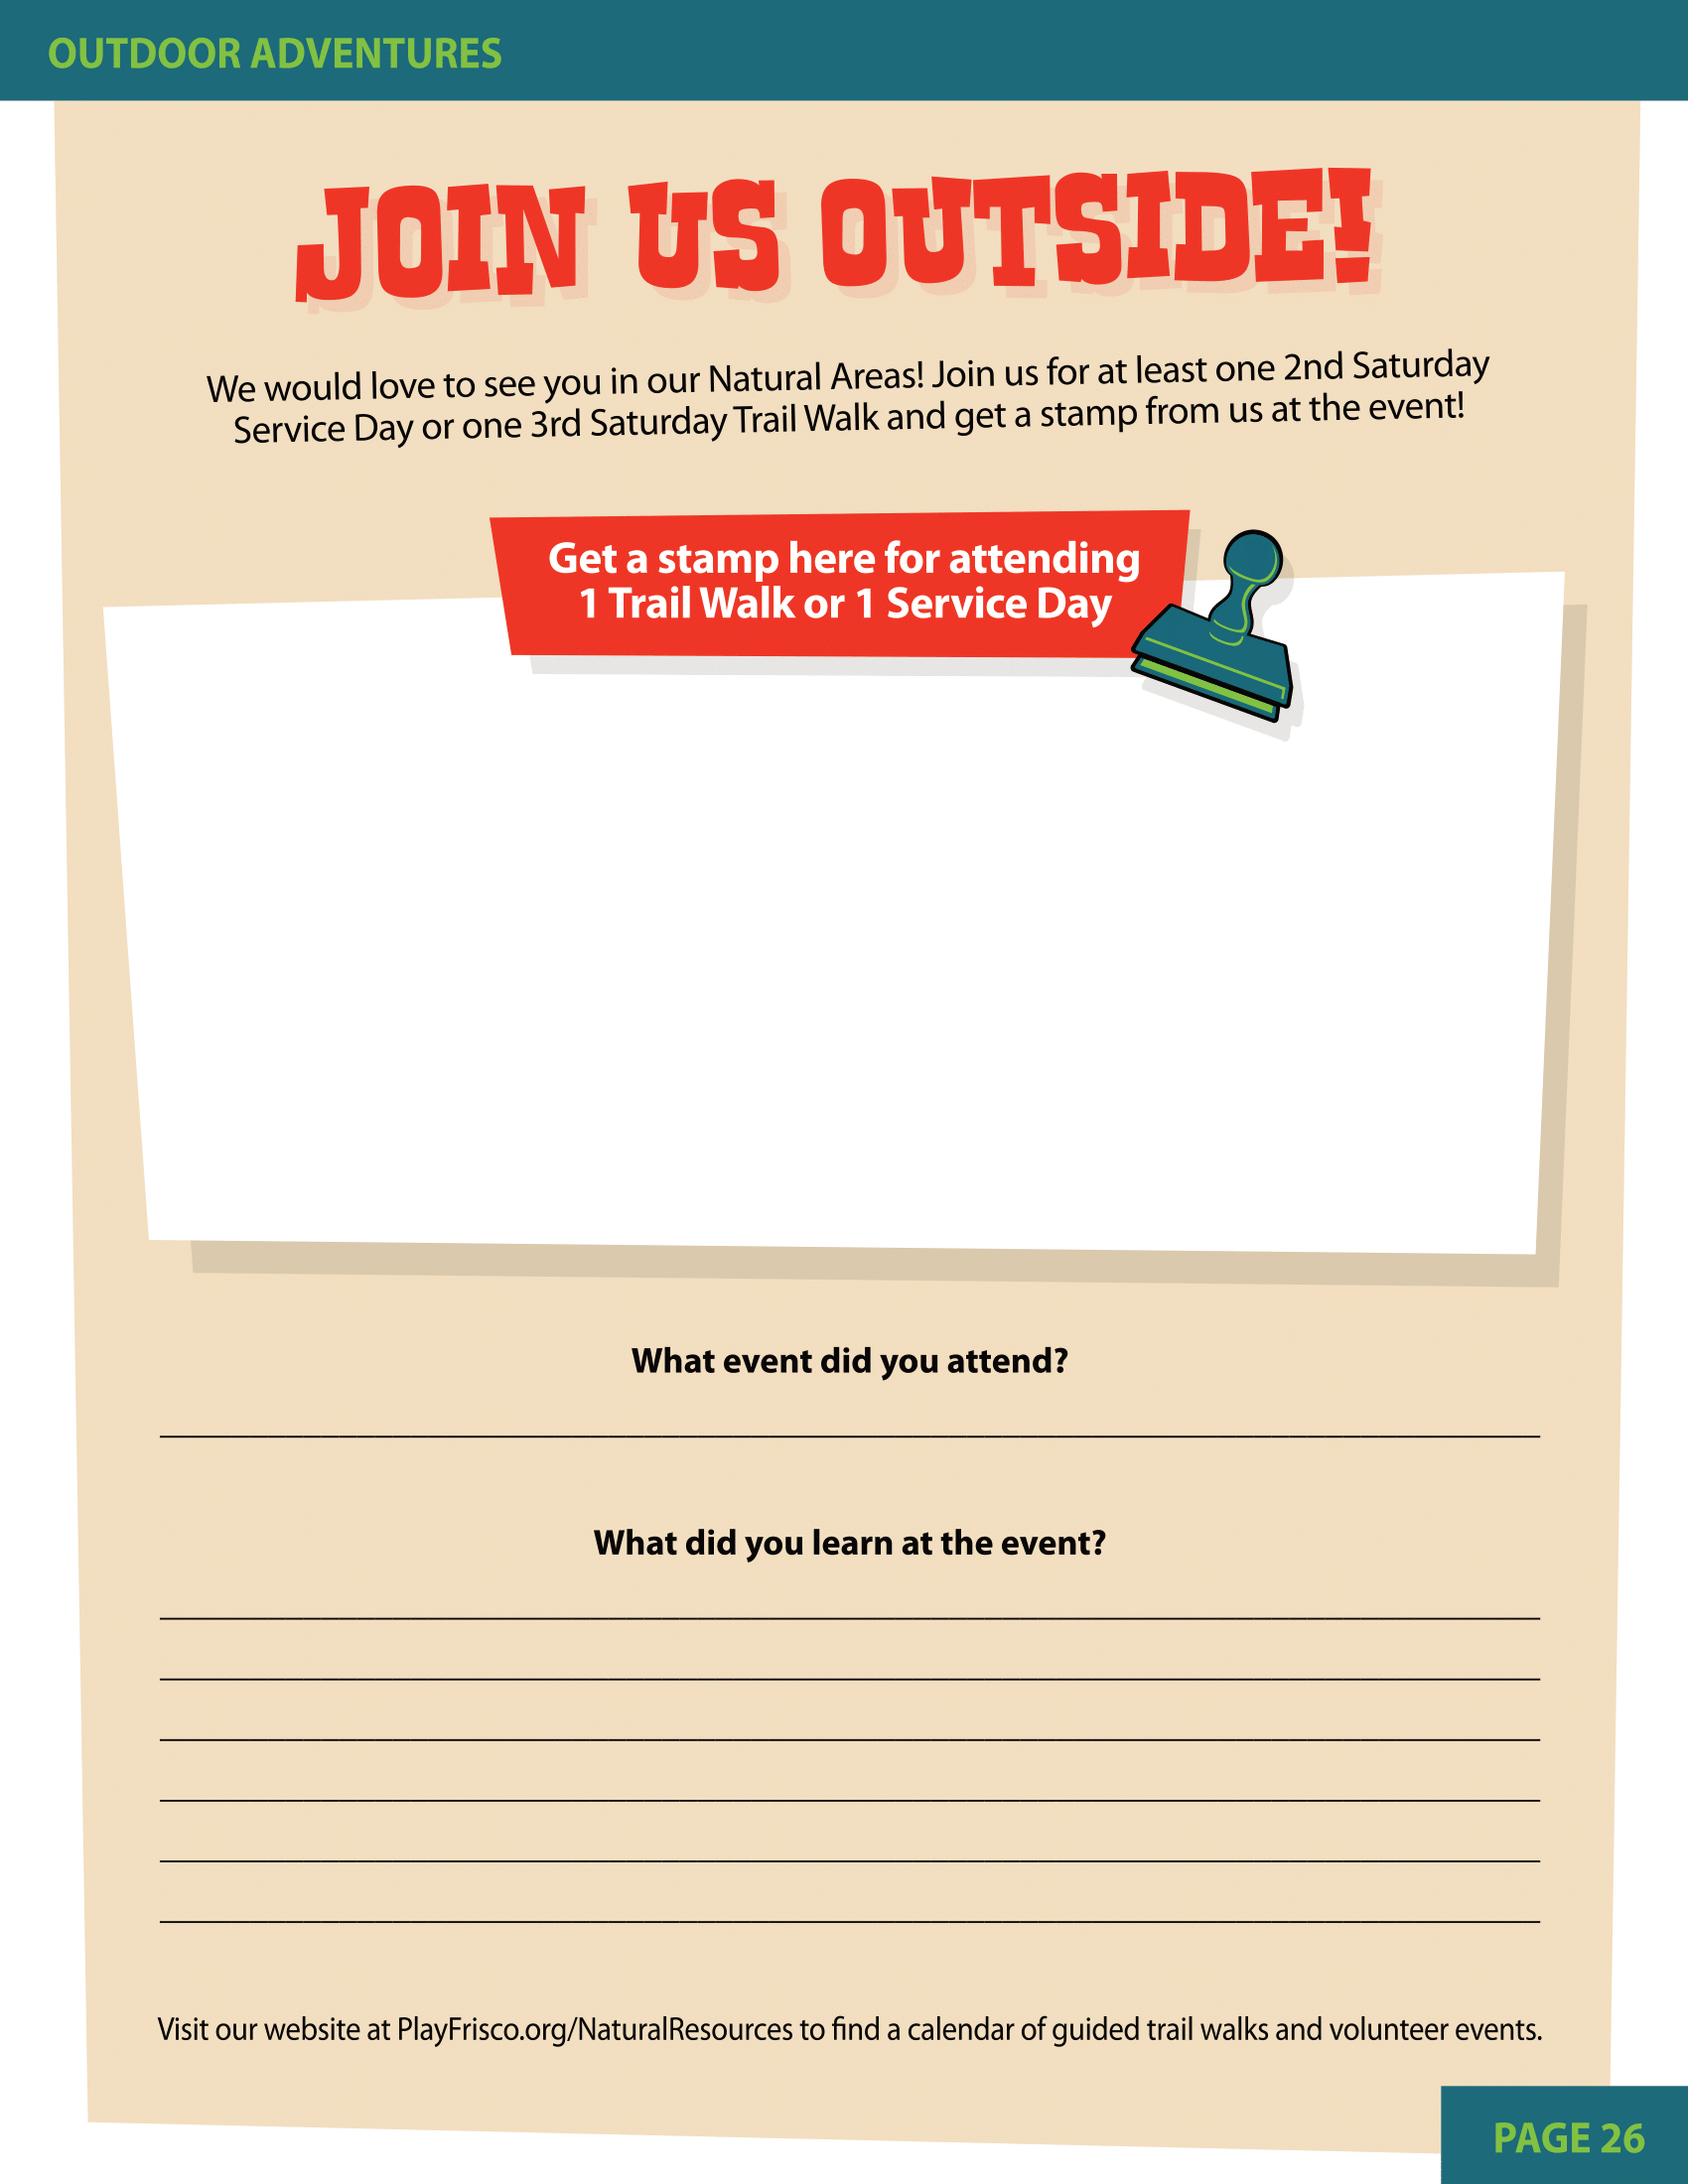 OUTDOOR ADVENTURES
JOIN US OUTSIDE!
We would love to see you in our Natural Areas! Join us for at least one 2nd Saturday
Service Day or one 3rd Saturday Trail Walk and get a stamp from us at the event!
Get a stamp here for attending
1 Trail Walk or 1 Service Day
What event did you attend?
What did you learn at the event?
Visit our website at PlayFrisco.org/NaturalResources to find a calendar of guided trail walks and volunteer events.
PAGE 26